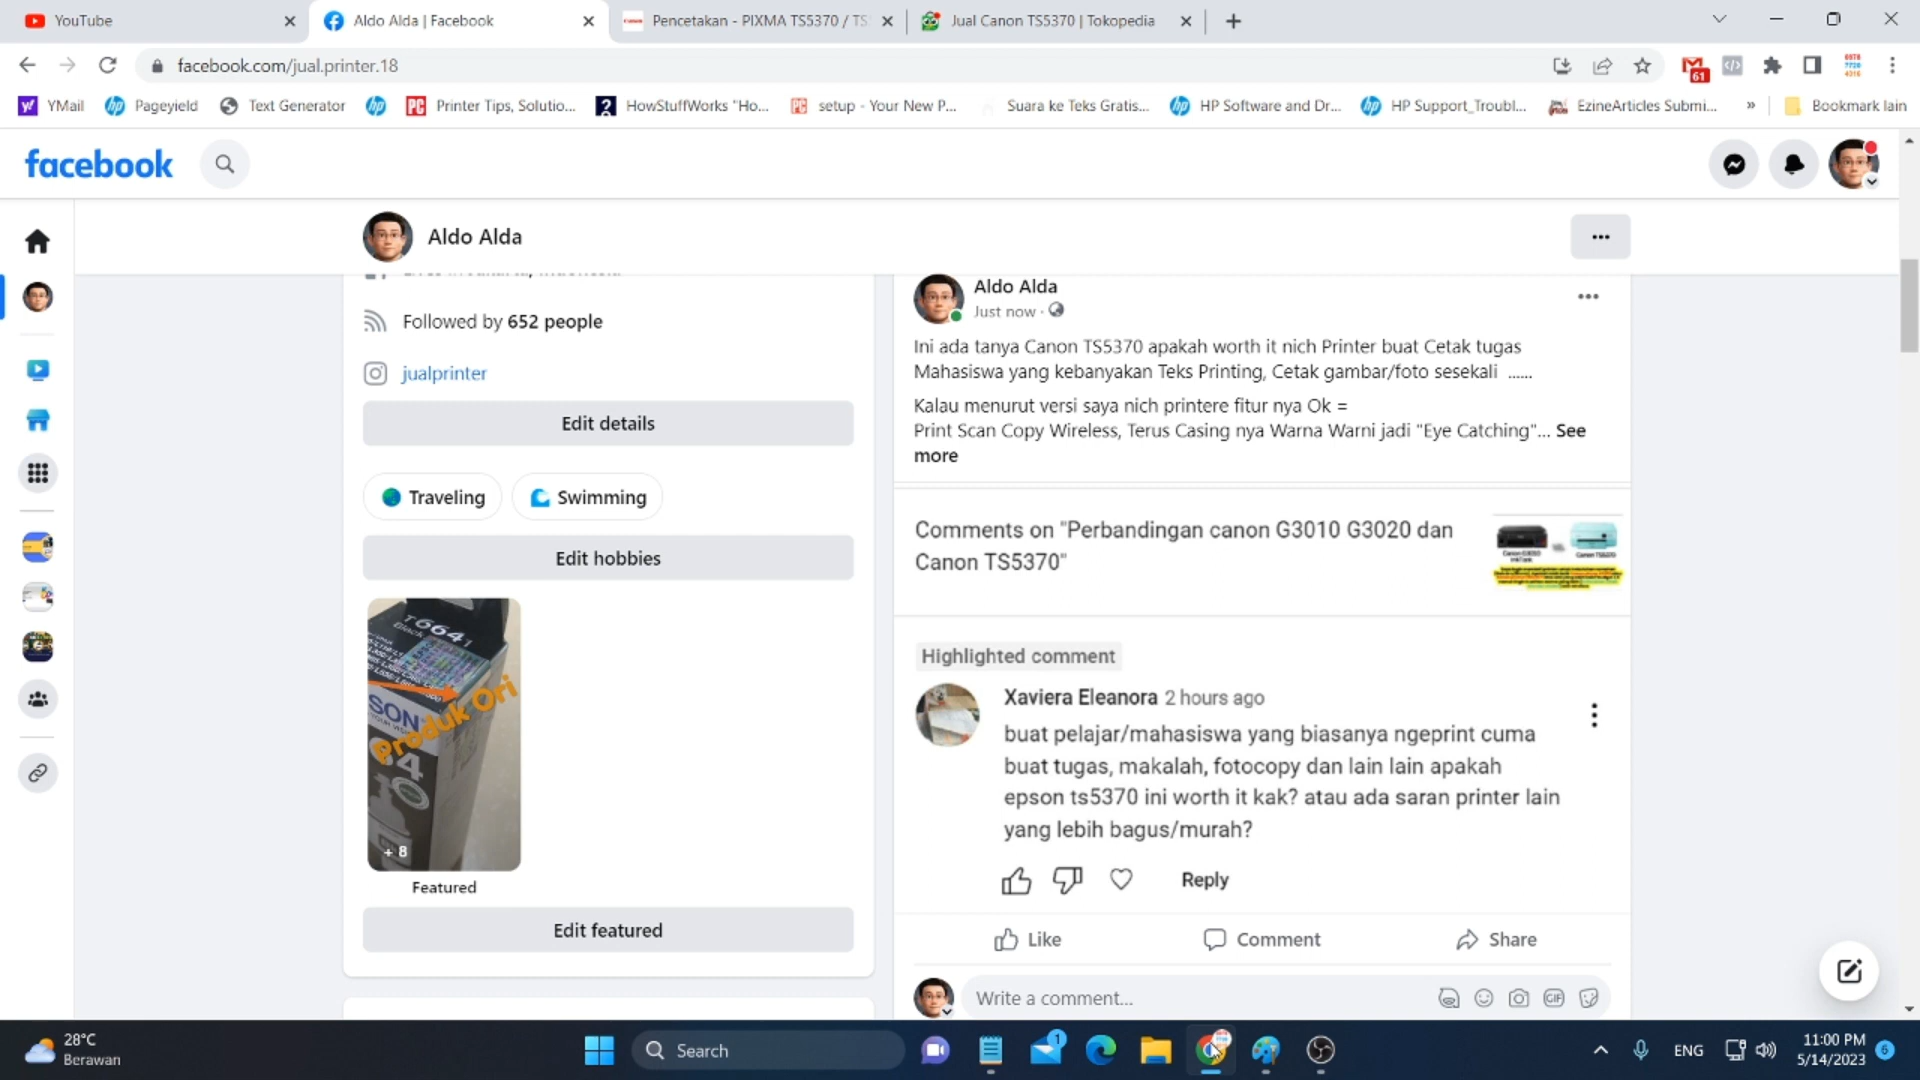 YouTube
Aldo Alda | Facebook
Pencetakan - PIXMA TS5370 / TS
Jual Canon TS5370 | Tokopedia
facebook.com/jual.printer.18
61
YMail
Pageyield
Text Generator
Printer Tips, Solutio...
HowStuffWorks "Ho...
setup - Your New P...
Suara ke Teks Gratis...
HP Software and Dr...
HP Support_Troubl...
EzineArticles Submi...
»
Bookmark lain
facebook
Aldo Alda
Followed by 652 people
jualprinter
Edit details
Traveling
Swimming
Edit hobbies
T6641
Black
SON
Produk Ori
+ 8
Featured
Edit featured
Aldo Alda
Just now ·
Ini ada tanya Canon TS5370 apakah worth it nich Printer buat Cetak tugas
Mahasiswa yang kebanyakan Teks Printing, Cetak gambar/foto sesekali ......
Kalau menurut versi saya nich printere fitur nya Ok =
Print Scan Copy Wireless, Terus Casing nya Warna Warni jadi "Eye Catching"... See
more
Comments on "Perbandingan canon G3010 G3020 dan
Canon TS5370"
Highlighted comment
Xaviera Eleanora 2 hours ago
buat pelajar/mahasiswa yang biasanya ngeprint cuma
buat tugas, makalah, fotocopy dan lain lain apakah
epson ts5370 ini worth it kak? atau ada saran printer lain
yang lebih bagus/murah?
Reply
Like
Comment
Share
Write a comment...
GIF
28°C
Berawan
Search
1
ENG
11:00 PM
5/14/2023
6